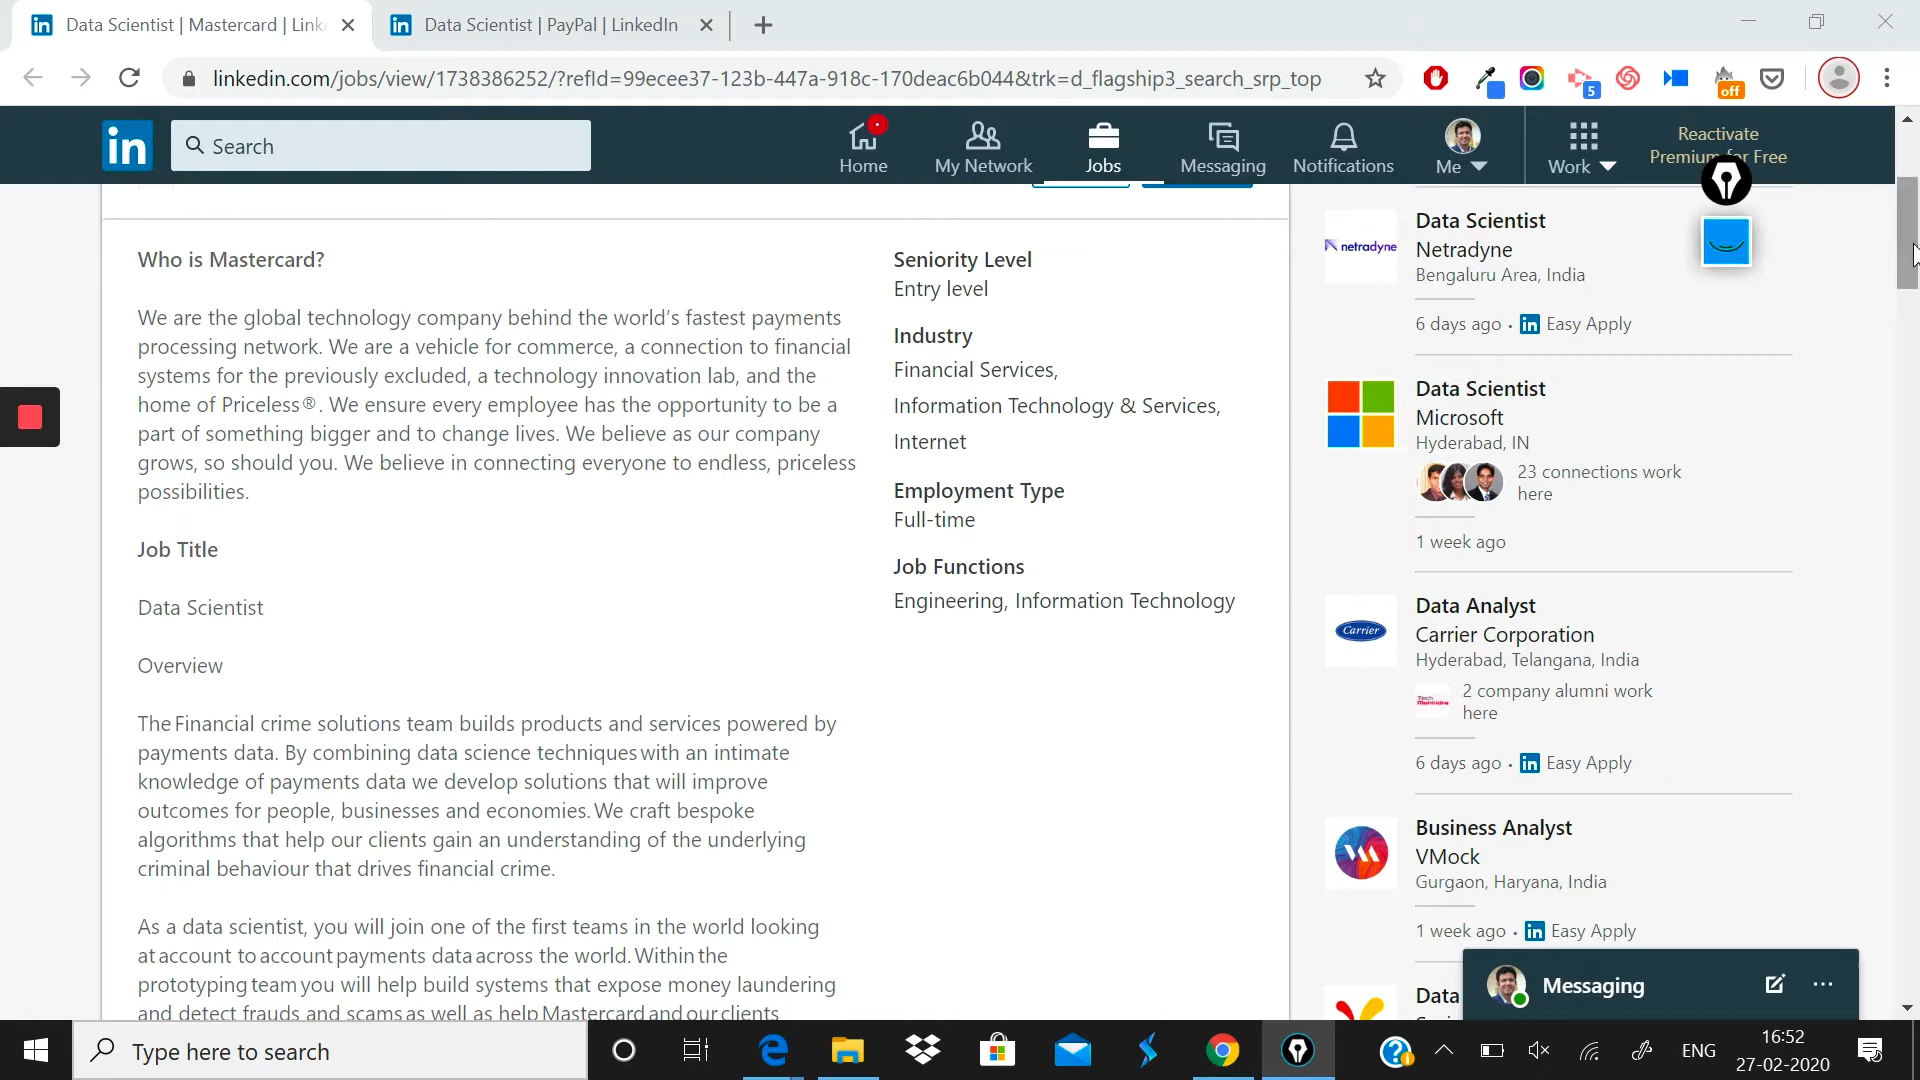 Data Scientist | Mastercard | Link
Data Scientist | PayPal | LinkedIn
linkedin.com/jobs/view/1738386252/?refId=99ecee37-123b-447a-918c-170deac6b044&trk=d_flagship3_search_srp_top
5
off
in
Search
Home
My Network
Jobs
Messaging
Notifications
Me
Work
Reactivate
Premium for Free
Who is Mastercard?
We are the global technology company behind the world’s fastest payments
processing network. We are a vehicle for commerce, a connection to financial
systems for the previously excluded, a technology innovation lab, and the
home of Priceless®. We ensure every employee has the opportunity to be a
part of something bigger and to change lives. We believe as our company
grows, so should you. We believe in connecting everyone to endless, priceless
possibilities.
Job Title
Data Scientist
Overview
The Financial crime solutions team builds products and services powered by
payments data. By combining data science techniques with an intimate
knowledge of payments data we develop solutions that will improve
outcomes for people, businesses and economies. We craft bespoke
algorithms that help our clients gain an understanding of the underlying
criminal behaviour that drives financial crime.
As a data scientist, you will join one of the first teams in the world looking
at account to account payments data across the world. Within the
prototyping team you will help build systems that expose money laundering
and detect frauds and scams as well as help Mastercard and our clients
Seniority Level
Entry level
Industry
Financial Services,
Information Technology & Services,
Internet
Employment Type
Full-time
Job Functions
Engineering, Information Technology
netradyne
Data Scientist
Netradyne
Bengaluru Area, India
6 days ago · in Easy Apply
Data Scientist
Microsoft
Hyderabad, IN
23 connections work
here
1 week ago
Carrier
Data Analyst
Carrier Corporation
Hyderabad, Telangana, India
Tech
Mahindra
2 company alumni work
here
6 days ago · in Easy Apply
Business Analyst
VMock
Gurgaon, Haryana, India
1 week ago · in Easy Apply
Data
Messaging
Type here to search
ENG
16:52
27-02-2020